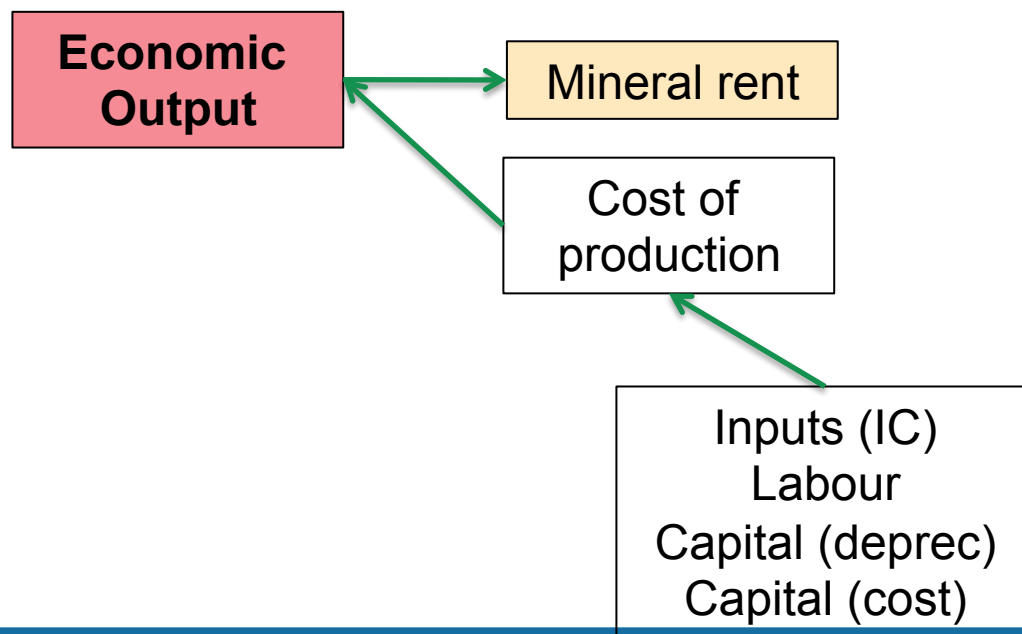 Economic
Output
Mineral rent
Cost of
production
Inputs (IC)
Labour
Capital (deprec)
Capital (cost)